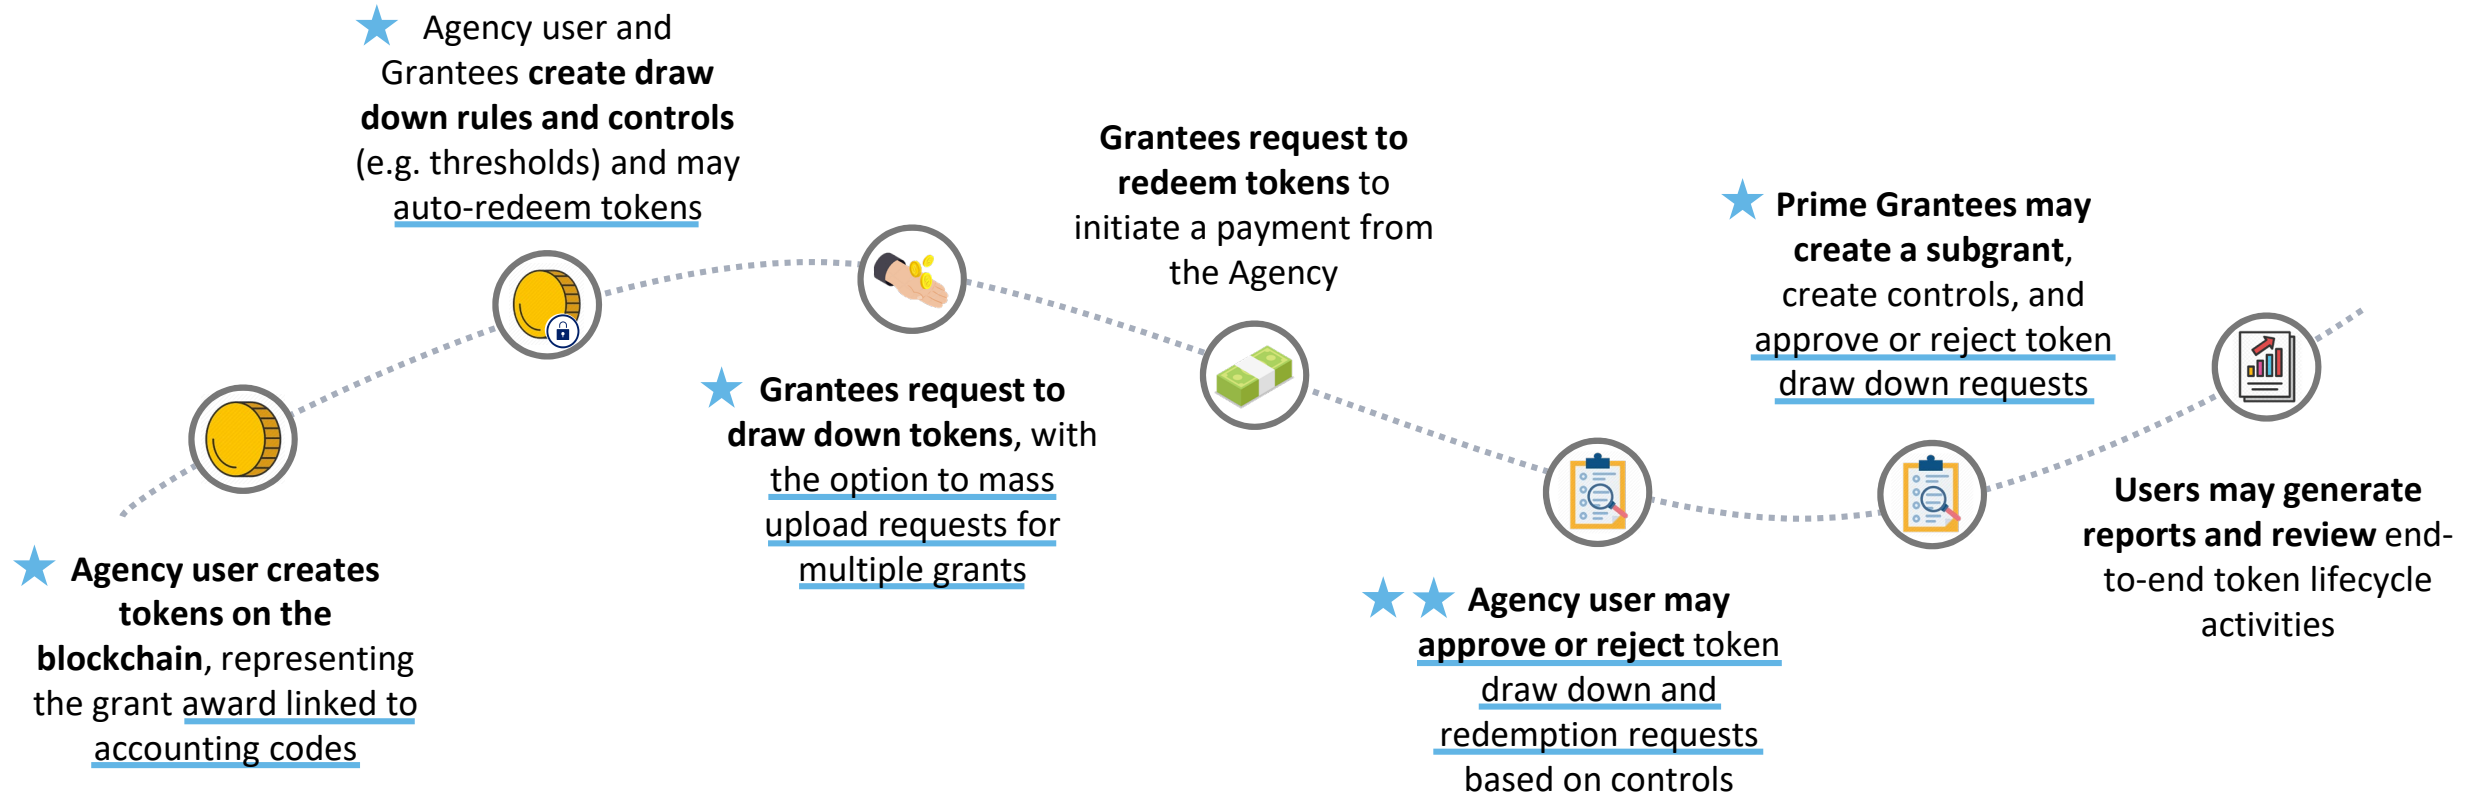 Agency user creates
tokens on the
blockchain, representing
the grant award linked to
accounting codes
Agency user and
Grantees create draw
down rules and controls
(e.g. thresholds) and may
auto-redeem tokens
Grantees request to
draw down tokens, with
the option to mass
upload requests for
multiple grants
Grantees request to
redeem tokens to
initiate a payment from
the Agency
Agency user may
approve or reject token
draw down and
redemption requests
based on controls
Prime Grantees may
create a subgrant,
create controls, and
approve or reject token
draw down requests
Users may generate
reports and review end-
to-end token lifecycle
activities